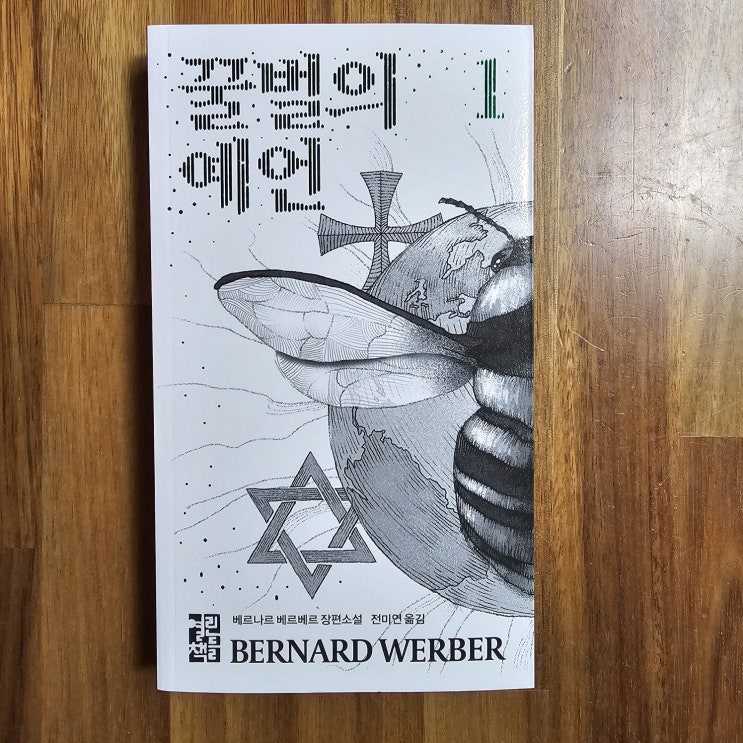 꿀벌의 1
예언
베르나르 베르베르 장편소설 전미연 옮김
열린
책들
BERNARD WERBER